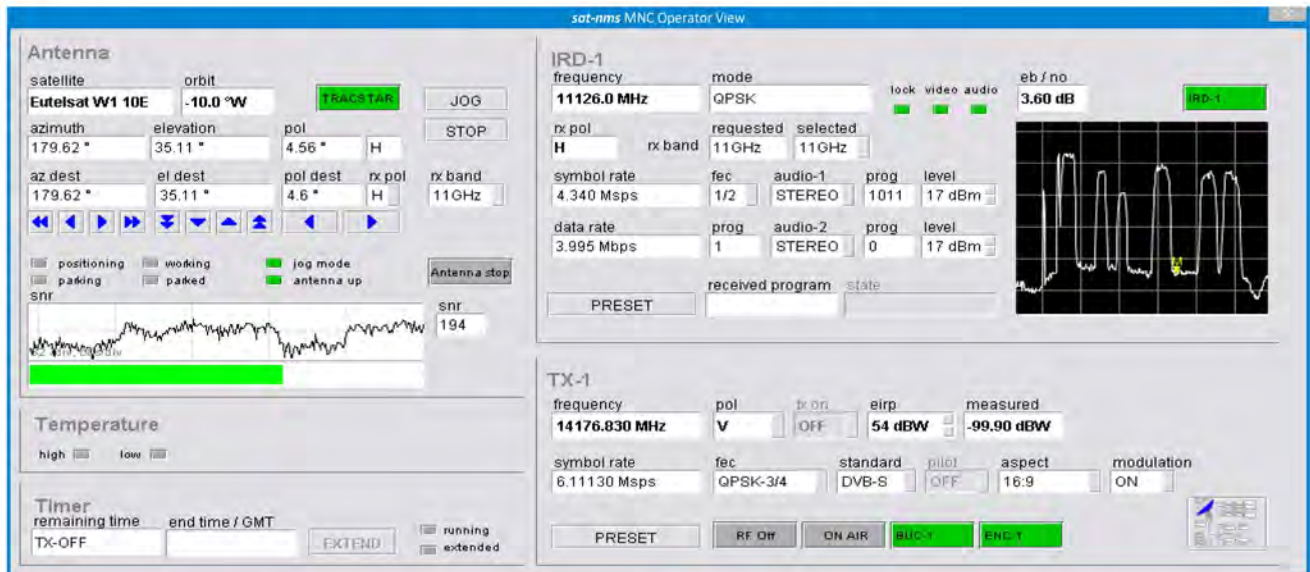 sat-nms MNC Operator View
Antenna
satellite orbit
Eutelsat W1 10E -10.0 °W TRACSTAR JOG
azimuth elevation pol STOP
179.62 ° 35.11 ° 4.56 ° H
az dest el dest pol dest rx pol rx band
179.62 ° 35.11 ° 4.6 ° H 11GHz
positioning working jog mode
parking parked antenna up
Antenna stop
snr
snr
194
Temperature
high low
Timer
remaining time end time / GMT
TX-OFF EXTEND
running
extended
IRD-1
frequency mode lock video audio eb / no
11126.0 MHz QPSK 3.60 dB IRD-1
rx pol requested selected
H rx band 11GHz 11GHz
symbol rate fec audio-1 prog level
4.340 Msps 1/2 STEREO 1011 17 dBm
data rate prog audio-2 prog level
3.995 Mbps 1 STEREO 0 17 dBm
received program state
PRESET
TX-1
frequency pol tx on eirp measured
14176.830 MHz V OFF 54 dBW -99.90 dBW
symbol rate fec standard pilot aspect modulation
6.11130 Msps QPSK-3/4 DVB-S OFF 16:9 ON
PRESET RF Off ON AIR BUC-1 ENC-1